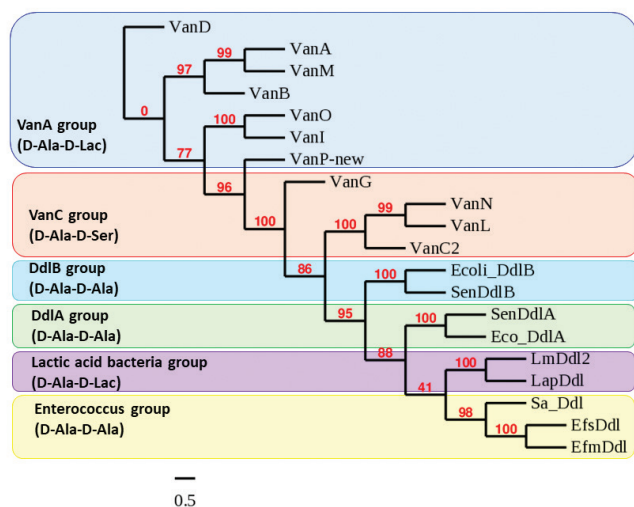 VanD
99
VanA
97
VanM
VanB
0
100
VanO
VanA group
(D-Ala-D-Lac)
VanI
77
VanP-new
96
VanG
VanC group
(D-Ala-D-Ser)
100
99
VanN
100
VanL
VanC2
86
DdlB group
(D-Ala-D-Ala)
100
Ecoli_DdlB
SenDdlB
95
DdlA group
(D-Ala-D-Ala)
100
SenDdlA
Eco_DdlA
88
Lactic acid bacteria group
(D-Ala-D-Lac)
100
LmDdl2
LapDdl
41
Enterococcus group
(D-Ala-D-Ala)
Sa_Ddl
98
100
EfsDdl
EfmDdl
0.5